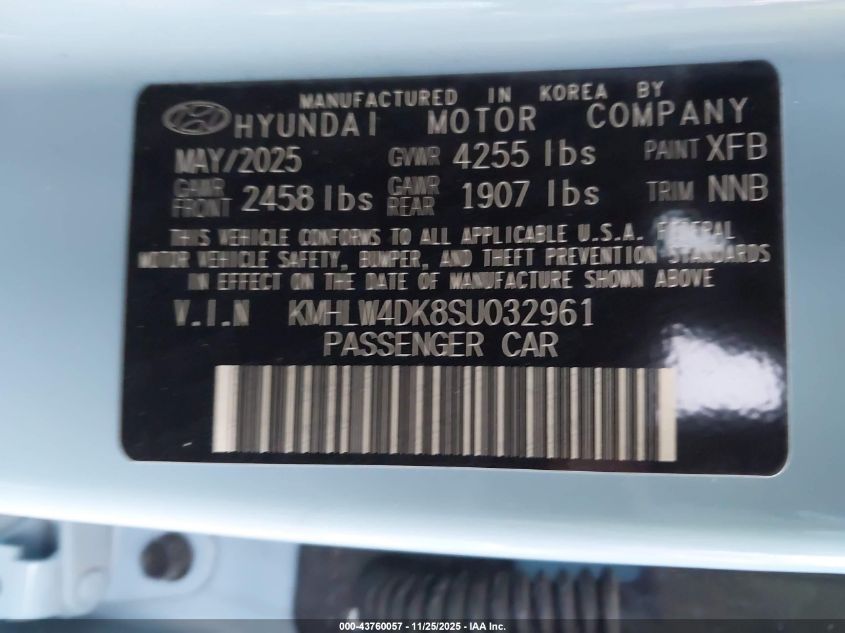 MANUFACTURED IN KOREA BY
HYUNDAI MOTOR COMPANY
MAY/2025 GVWR 4255 lbs PAINT XFB
GAWR FRONT 2458 lbs GAWR REAR 1907 lbs TRIM NNB
THIS VEHICLE CONFORMS TO ALL APPLICABLE U.S.A. FEDERAL
MOTOR VEHICLE SAFETY, BUMPER, AND THEFT PREVENTION STANDARDS
IN EFFECT ON THE DATE OF MANUFACTURE SHOWN ABOVE
V.I.N KMHLW4DK8SU032961
PASSENGER CAR
000-43760057 - 11/25/2025 - IAA Inc.